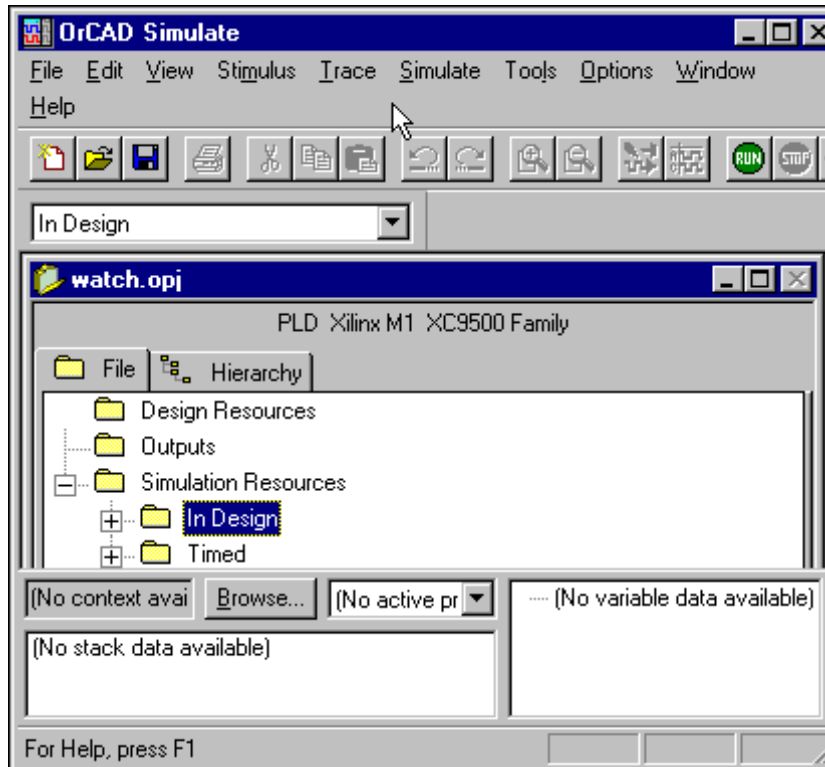 OrCAD Simulate
File Edit View Stimulus Trace Simulate Tools Options Window
Help
RUN STOP
In Design
watch.opj
PLD Xilinx M1 XC9500 Family
File Hierarchy
Design Resources
Outputs
Simulation Resources
In Design
Timed
(No context avai Browse... (No active pr (No variable data available)
(No stack data available)
For Help, press F1